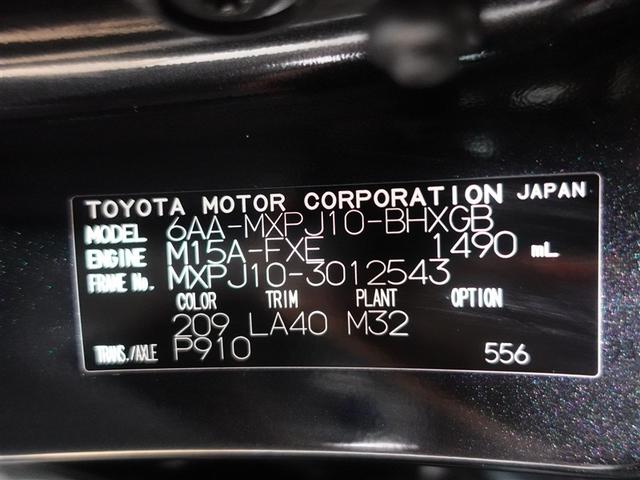 TOYOTA MOTOR CORPORATION JAPAN
MODEL 6AA-MXPJ10-BHXGB
ENGINE M15A-FXE 1490 mL
FRAME No. MXPJ10-3012543
COLOR TRIM PLANT OPTION
209 LA40 M32
TRANS./AXLE P910 556